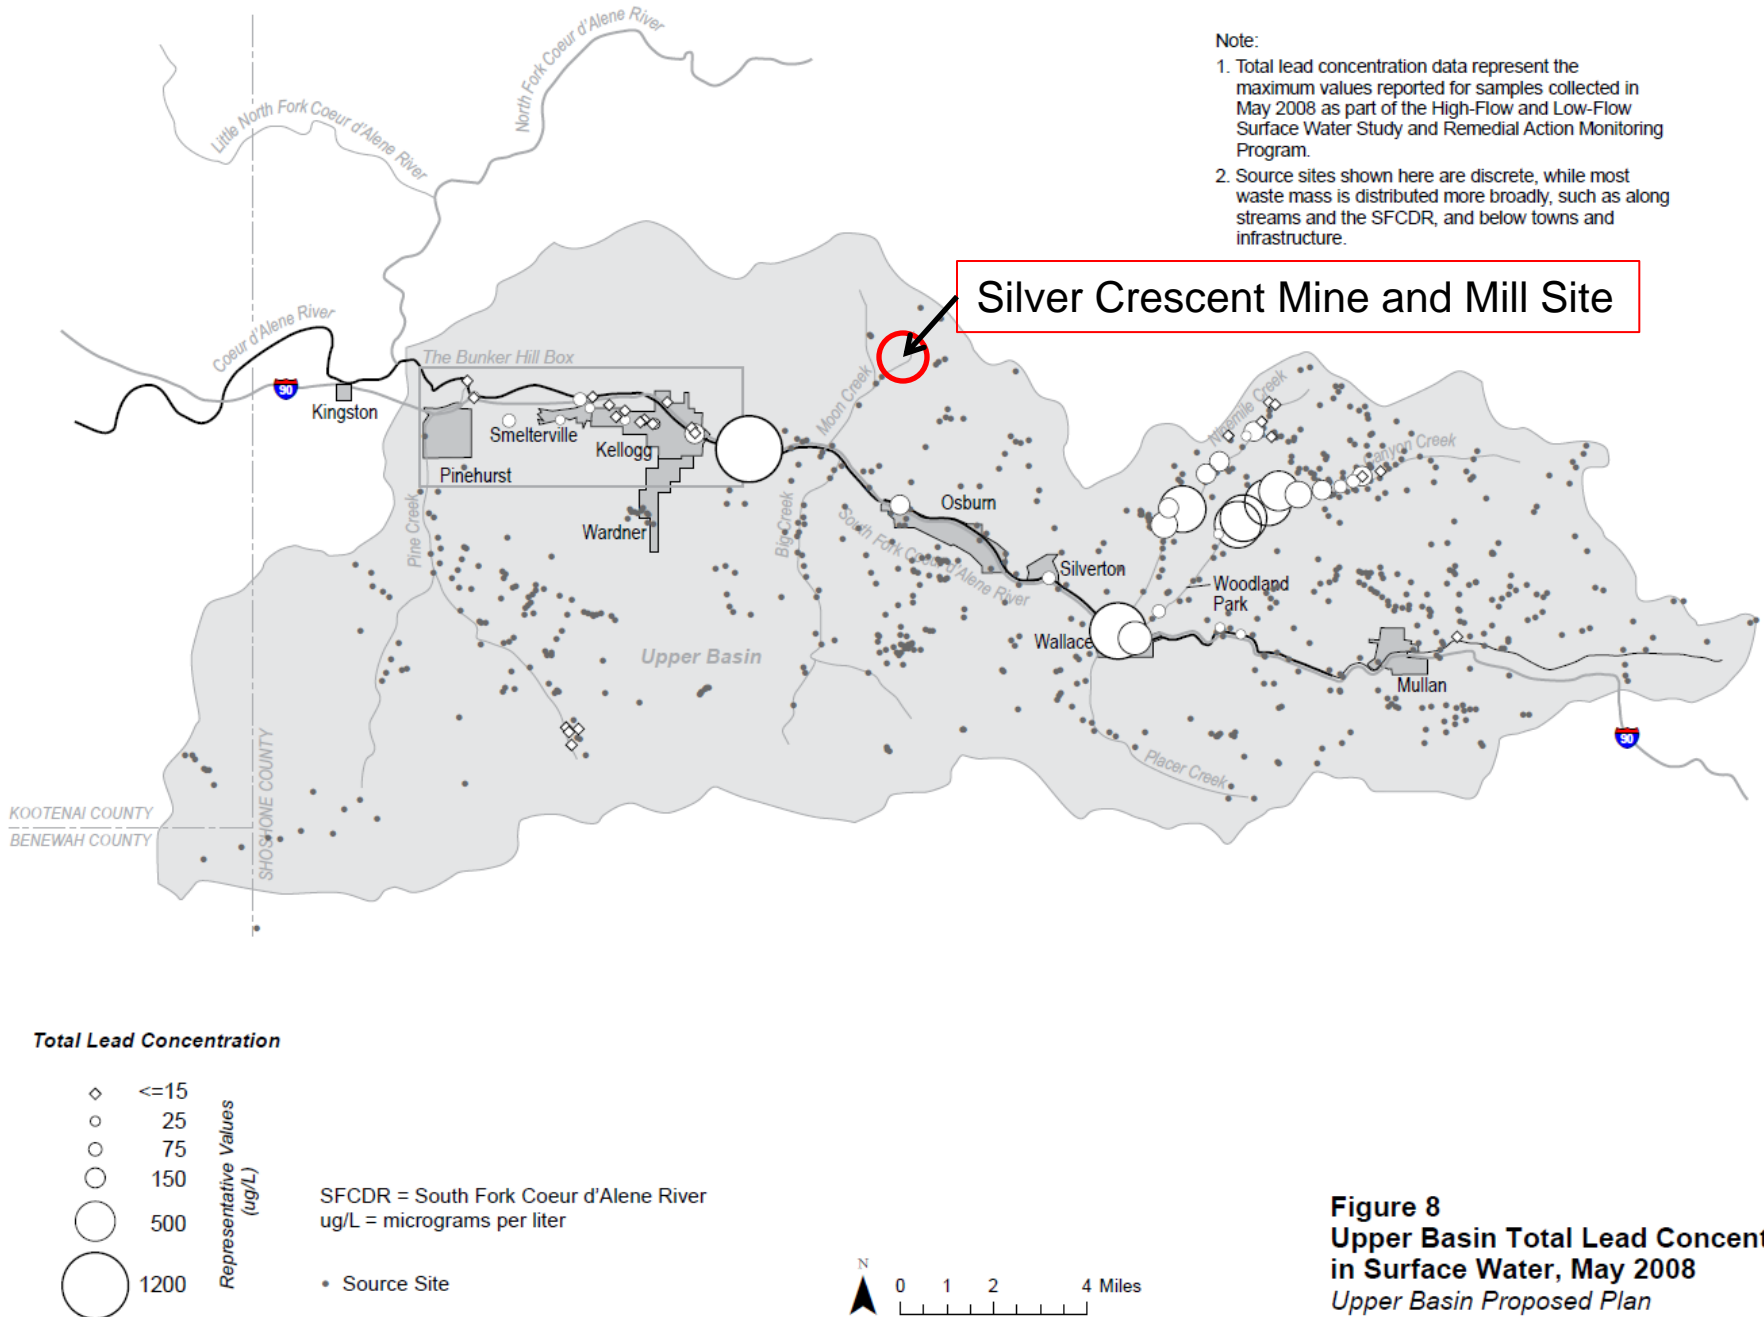 North Fork Coeur d'Alene River
Little North Fork Coeur d'Alene River
Note:
1. Total lead concentration data represent the
maximum values reported for samples collected in
May 2008 as part of the High-Flow and Low-Flow
Surface Water Study and Remedial Action Monitoring
Program.
2. Source sites shown here are discrete, while most
waste mass is distributed more broadly, such as along
streams and the SFCDR, and below towns and
infrastructure.
Silver Crescent Mine and Mill Site
Coeur d'Alene River
The Bunker Hill Box
90
Kingston
Moon Creek
Ninemile Creek
Canyon Creek
Smelterville
Kellogg
Pinehurst
Wardner
Pine Creek
Big Creek
Osburn
South Fork Coeur d'Alene River
Silverton
Woodland
Park
Wallace
Upper Basin
Mullan
90
Placer Creek
KOOTENAI COUNTY
BENEWAH COUNTY
SHOSHONE COUNTY
Total Lead Concentration
<=15
25
75
150
500
1200
Representative Values
(ug/L)
SFCDR = South Fork Coeur d'Alene River
ug/L = micrograms per liter
Source Site
N
0 1 2 4 Miles
Figure 8
Upper Basin Total Lead Concent
in Surface Water, May 2008
Upper Basin Proposed Plan